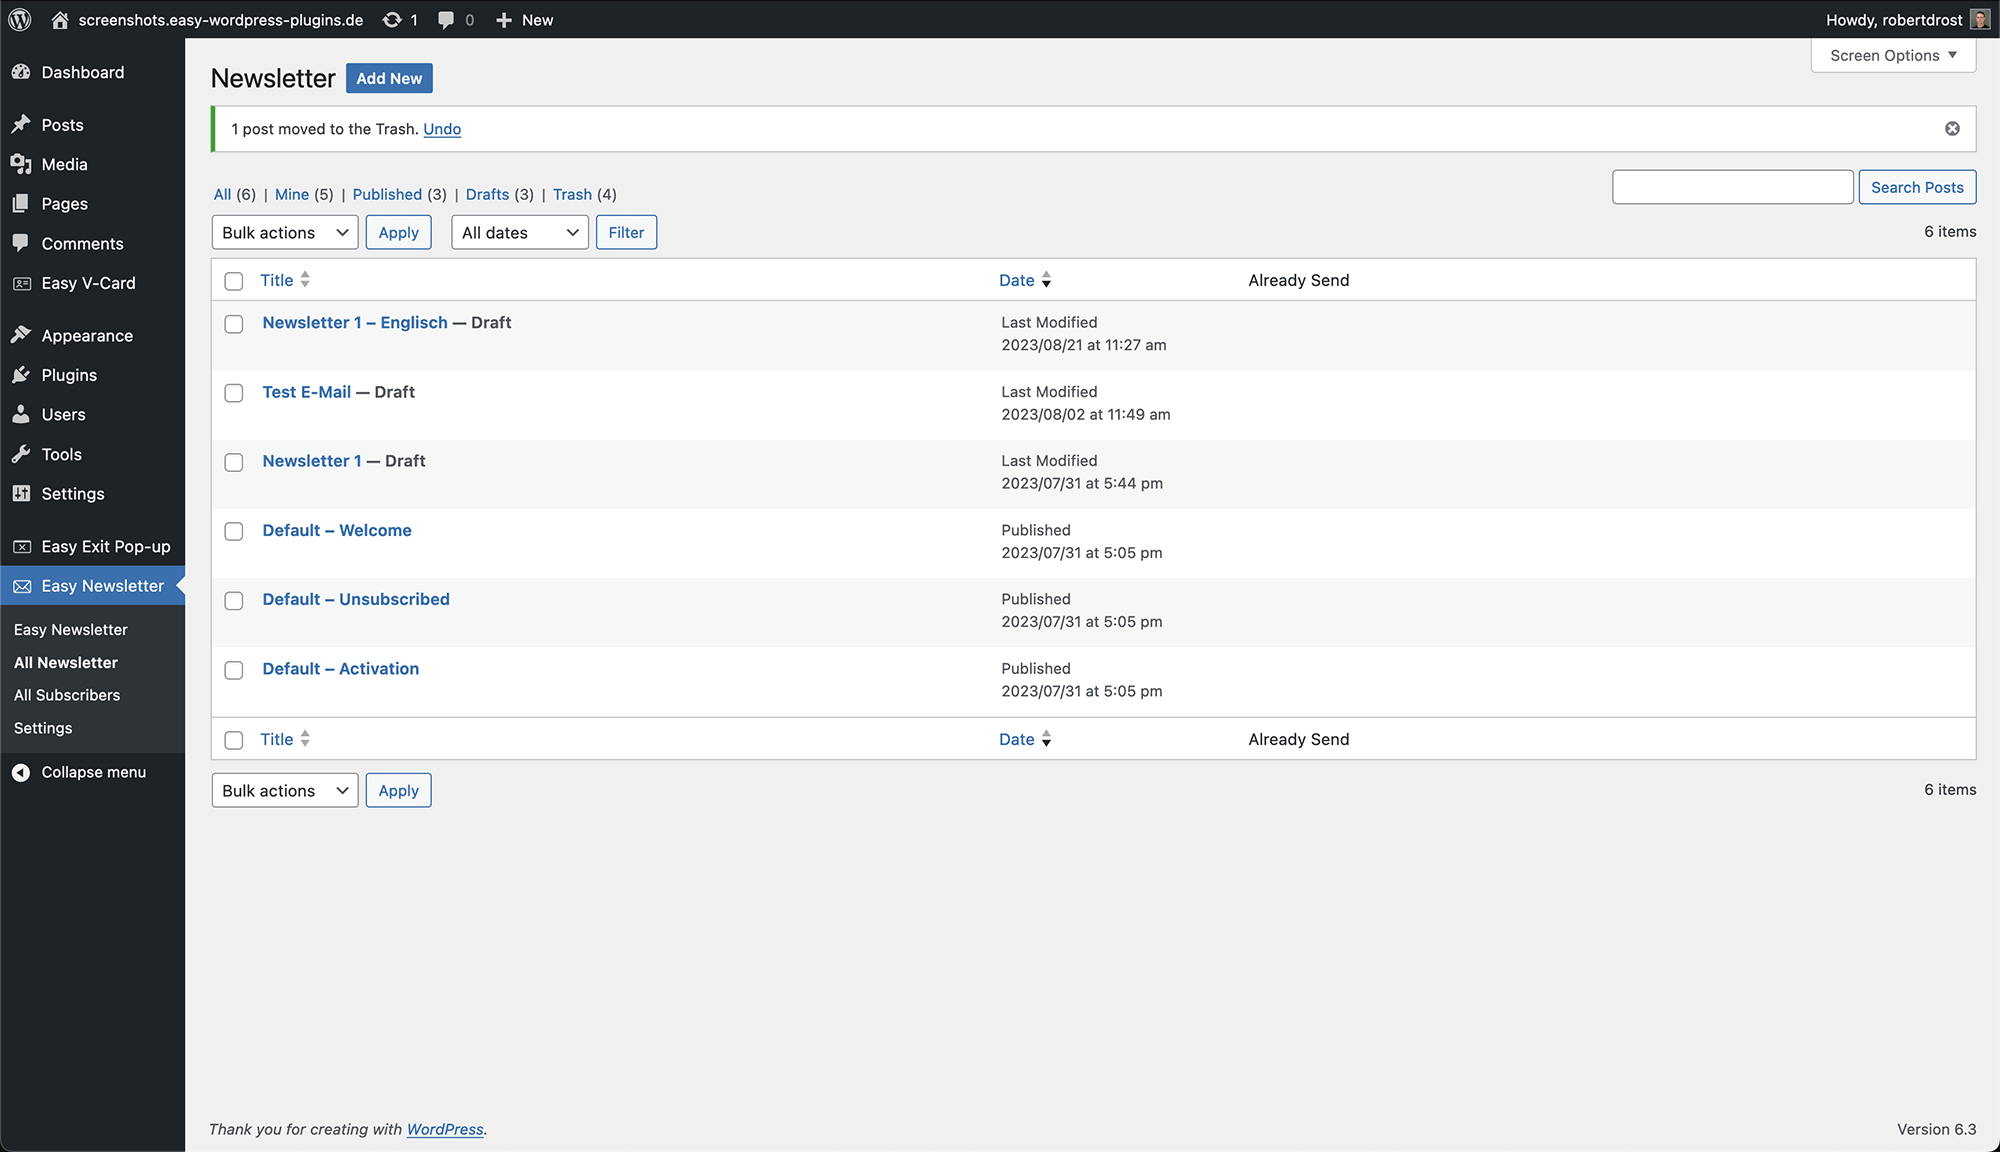 screenshots.easy-wordpress-plugins.de 1 0 New Howdy, robertdrost
Dashboard
Posts
Media
Pages
Comments
Easy V-Card
Appearance
Plugins
Users
Tools
Settings
Easy Exit Pop-up
Easy Newsletter
Easy Newsletter
All Newsletter
All Subscribers
Settings
Collapse menu
Screen Options
Newsletter Add New
1 post moved to the Trash. Undo
All (6) | Mine (5) | Published (3) | Drafts (3) | Trash (4)
Search Posts
Bulk actions Apply All dates Filter 6 items
Title Date Already Send
Newsletter 1 – Englisch — Draft Last Modified
2023/08/21 at 11:27 am
Test E-Mail — Draft Last Modified
2023/08/02 at 11:49 am
Newsletter 1 — Draft Last Modified
2023/07/31 at 5:44 pm
Default – Welcome Published
2023/07/31 at 5:05 pm
Default – Unsubscribed Published
2023/07/31 at 5:05 pm
Default – Activation Published
2023/07/31 at 5:05 pm
Title Date Already Send
Bulk actions Apply 6 items
Thank you for creating with WordPress. Version 6.3